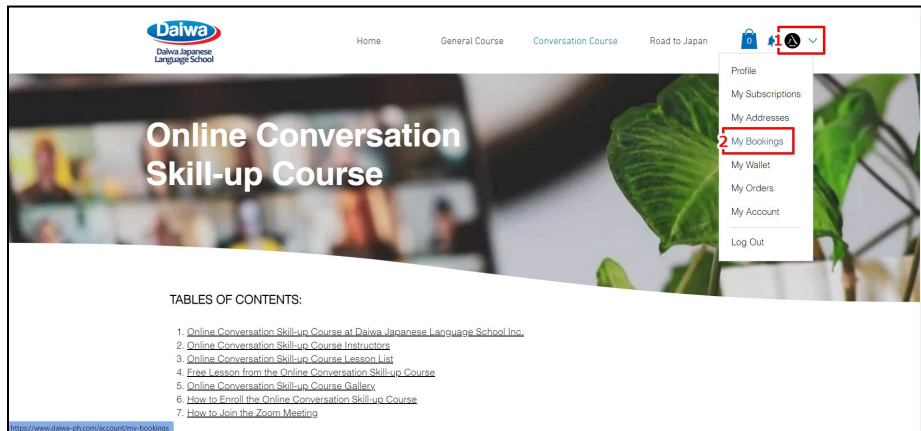 Daiwa
Daiwa Japanese
Language School
Home
General Course
Conversation Course
Road to Japan
0
1
Profile
My Subscriptions
My Addresses
2
My Bookings
My Wallet
My Orders
My Account
Log Out
Online Conversation
Skill-up Course
TABLES OF CONTENTS:
1. Online Conversation Skill-up Course at Daiwa Japanese Language School Inc.
2. Online Conversation Skill-up Course Instructors
3. Online Conversation Skill-up Course Lesson List
4. Free Lesson from the Online Conversation Skill-up Course
5. Online Conversation Skill-up Course Gallery
6. How to Enroll the Online Conversation Skill-up Course
7. How to Join the Zoom Meeting
https://www.daiwa-ph.com/account/my-bookings